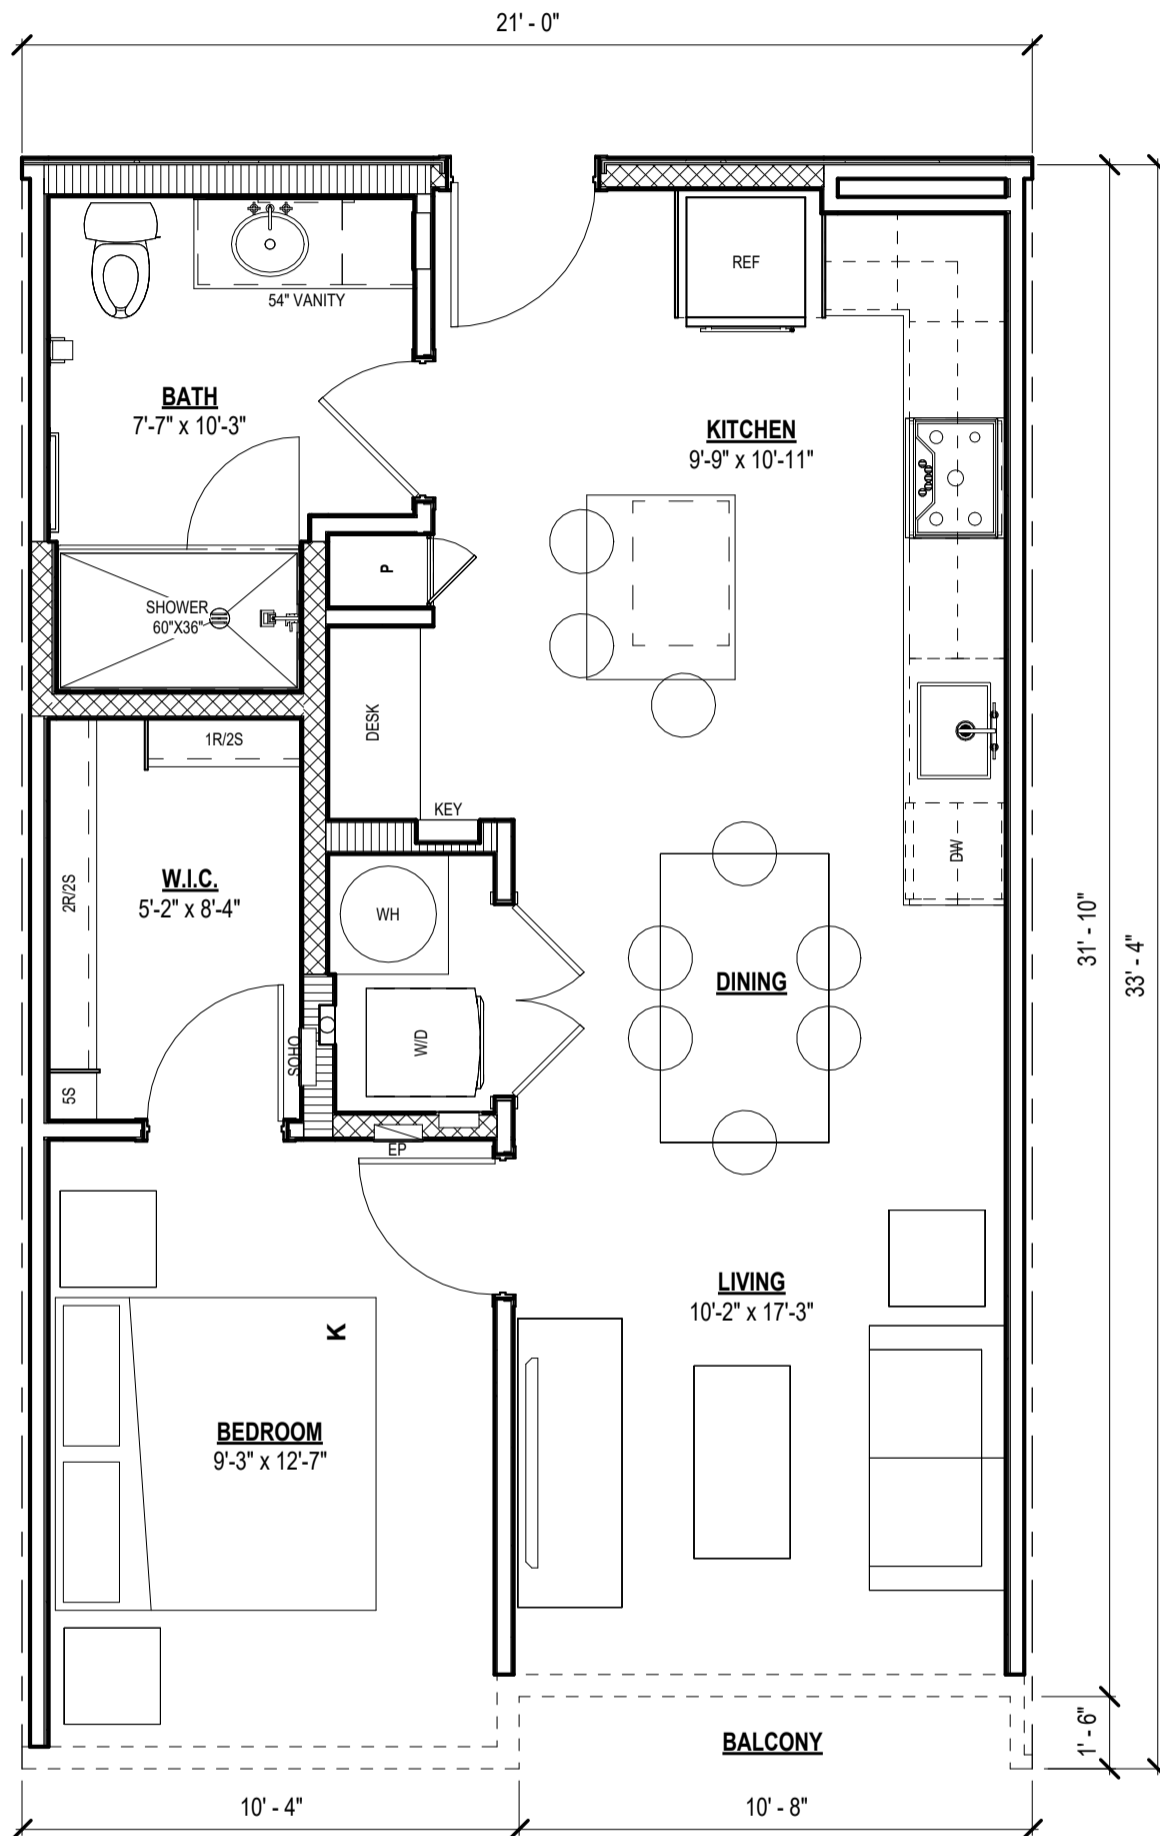 21' - 0"
REF
54" VANITY
BATH
7'-7" x 10'-3"
KITCHEN
9'-9" x 10'-11"
P
SHOWER
60"X36"
DESK
1R/2S
KEY
DW
2R/2S
W.I.C.
5'-2" x 8'-4"
WH
31' - 10"
33' - 4"
DINING
W/D
SOHO
5S
EP
LIVING
10'-2" x 17'-3"
K
BEDROOM
9'-3" x 12'-7"
BALCONY
1' - 6"
10' - 4"
10' - 8"